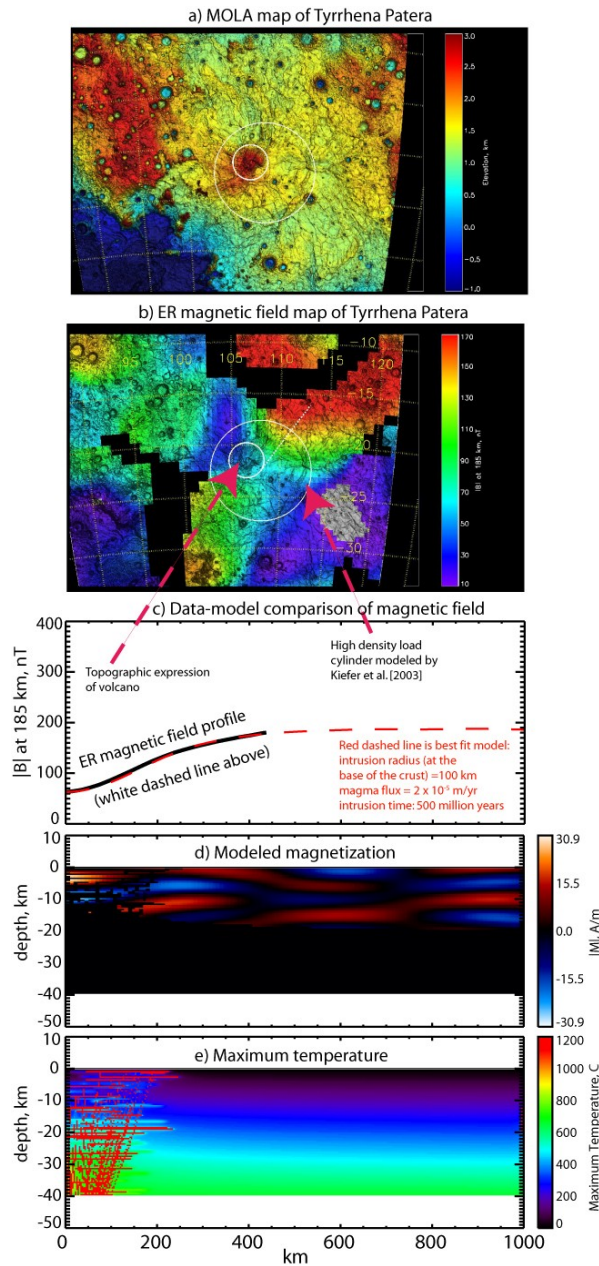 a) MOLA map of Tyrrhena Patera
3.0
2.5
2.0
1.5
1.0
0.5
0.0
-0.5
-1.0
Elevation, km
b) ER magnetic field map of Tyrrhena Patera
95
100
105
110
115
120
-10
-15
-20
-25
-30
170
150
130
110
90
70
50
30
10
|B| at 185 km, nT
c) Data-model comparison of magnetic field
400
300
200
100
0
|B| at 185 km, nT
Topographic expression
of volcano
High density load
cylinder modeled by
Kiefer et al. [2003]
ER magnetic field profile
(white dashed line above)
Red dashed line is best fit model:
intrusion radius (at the
base of the crust) =100 km
magma flux = 2 x 10⁻⁵ m/yr
intrusion time: 500 million years
d) Modeled magnetization
10
0
-10
-20
-30
-40
-50
depth, km
30.9
15.5
0.0
-15.5
-30.9
|M|, A/m
e) Maximum temperature
10
0
-10
-20
-30
-40
-50
depth, km
1200
1000
800
600
400
200
0
Maximum Temperature, C
0
200
400
600
800
1000
km